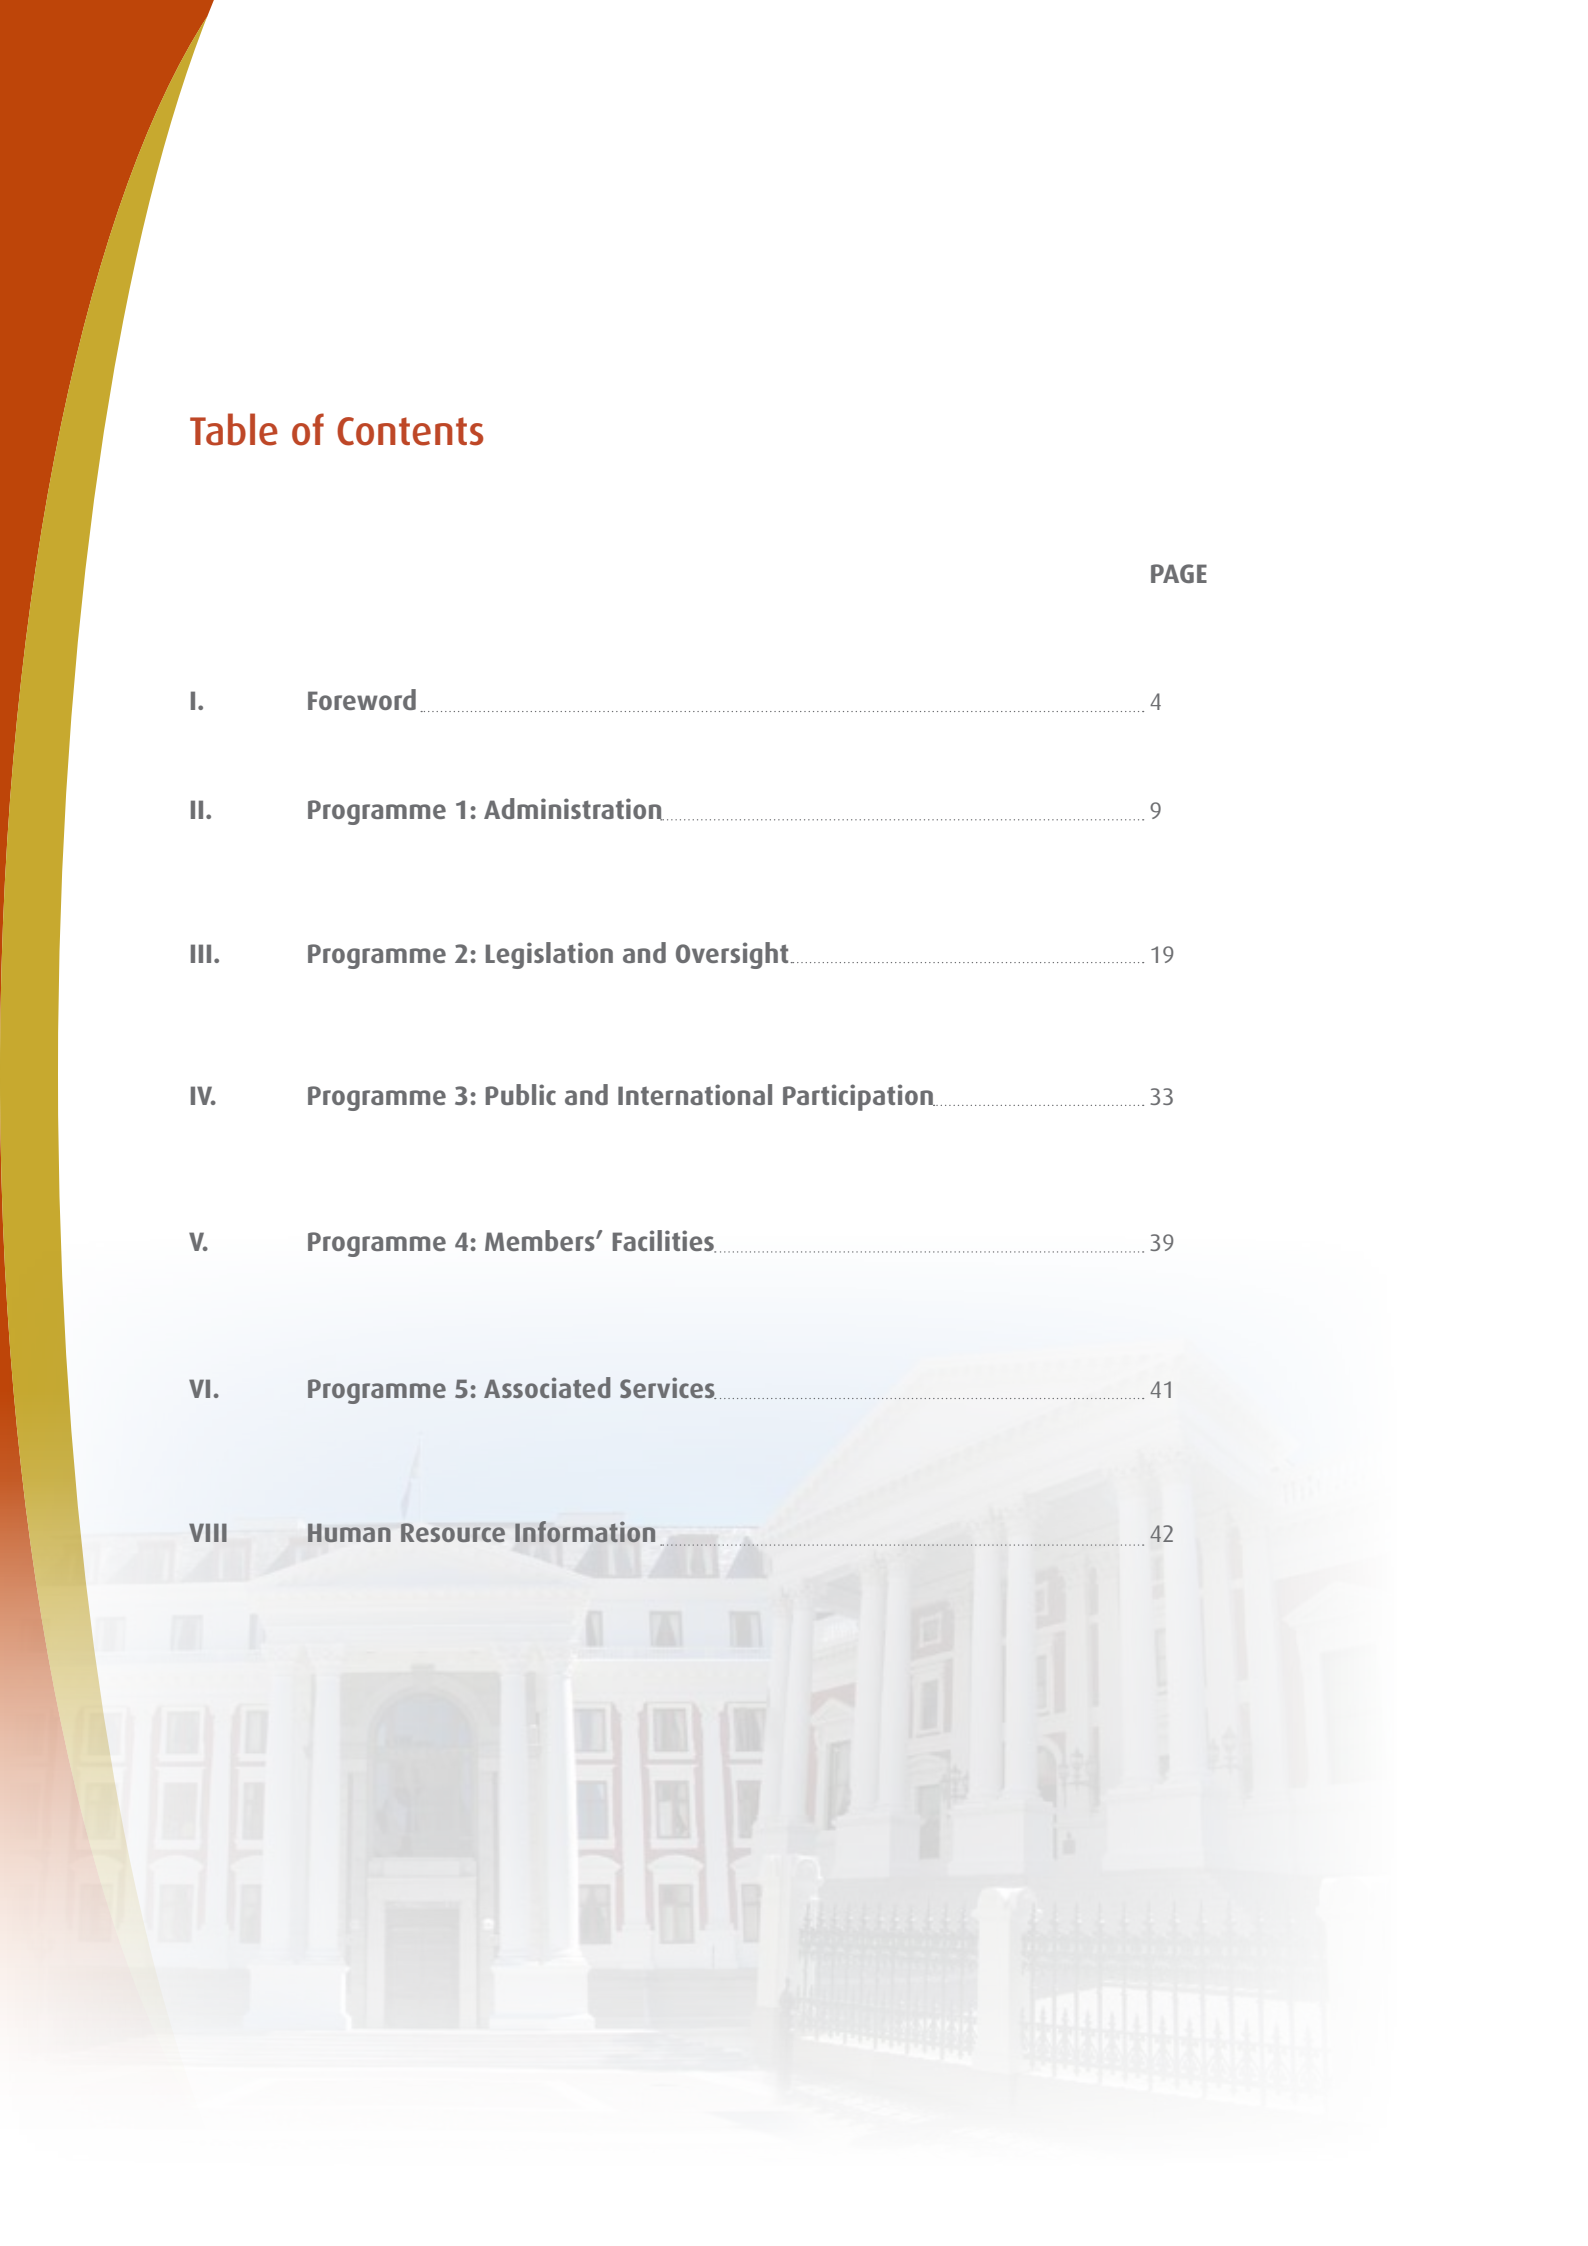 Table of Contents
PAGE
I. Foreword 4
II. Programme 1: Administration 9
III. Programme 2: Legislation and Oversight 19
IV. Programme 3: Public and International Participation 33
V. Programme 4: Members’ Facilities 39
VI. Programme 5: Associated Services 41
VIII Human Resource Information 42